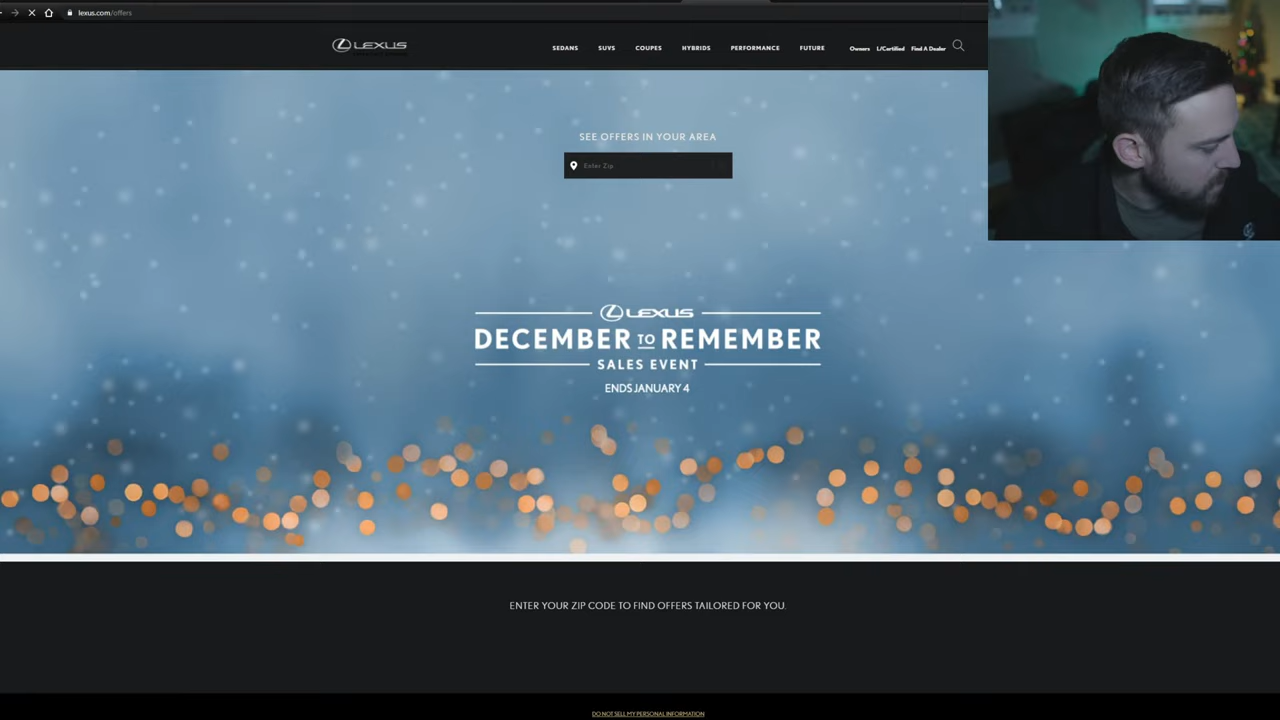 lexus.com/offers
LEXUS
SEDANS SUVS COUPES HYBRIDS PERFORMANCE FUTURE Owners L/Certified Find A Dealer
SEE OFFERS IN YOUR AREA
Enter Zip
LEXUS
DECEMBER TO REMEMBER
SALES EVENT
ENDS JANUARY 4
ENTER YOUR ZIP CODE TO FIND OFFERS TAILORED FOR YOU.
DO NOT SELL MY PERSONAL INFORMATION